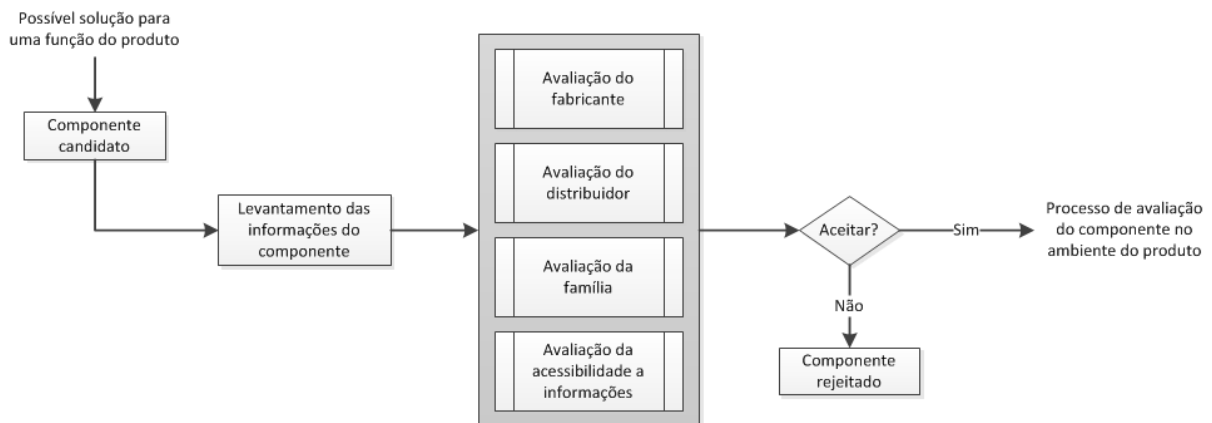 Possível solução para
uma função do produto
Componente
candidato
Levantamento das
informações do
componente
Avaliação do
fabricante
Avaliação do
distribuidor
Avaliação da
família
Avaliação da
acessibilidade a
informações
Aceitar?
Sim
Processo de avaliação
do componente no
ambiente do produto
Não
Componente
rejeitado